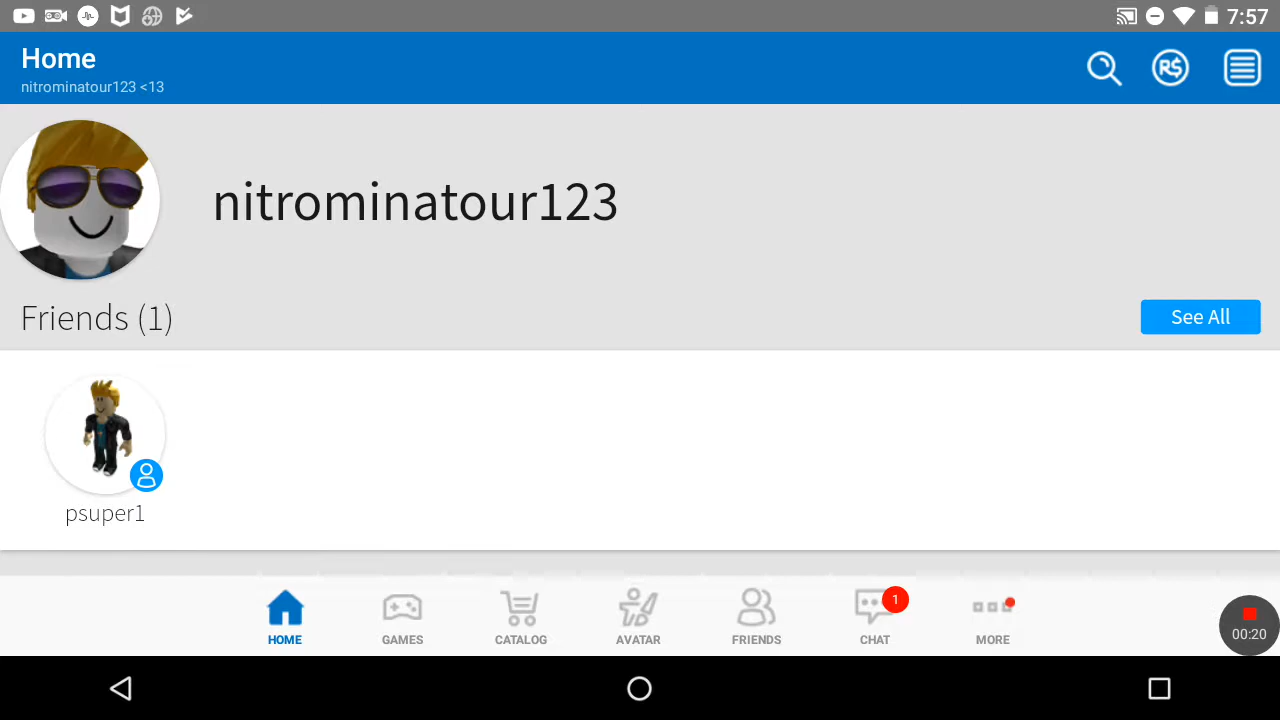 7:57
Home
nitrominatour123 <13
R$
nitrominatour123
Friends (1)
See All
psuper1
HOME
GAMES
CATALOG
AVATAR
FRIENDS
1
CHAT
MORE
00:20